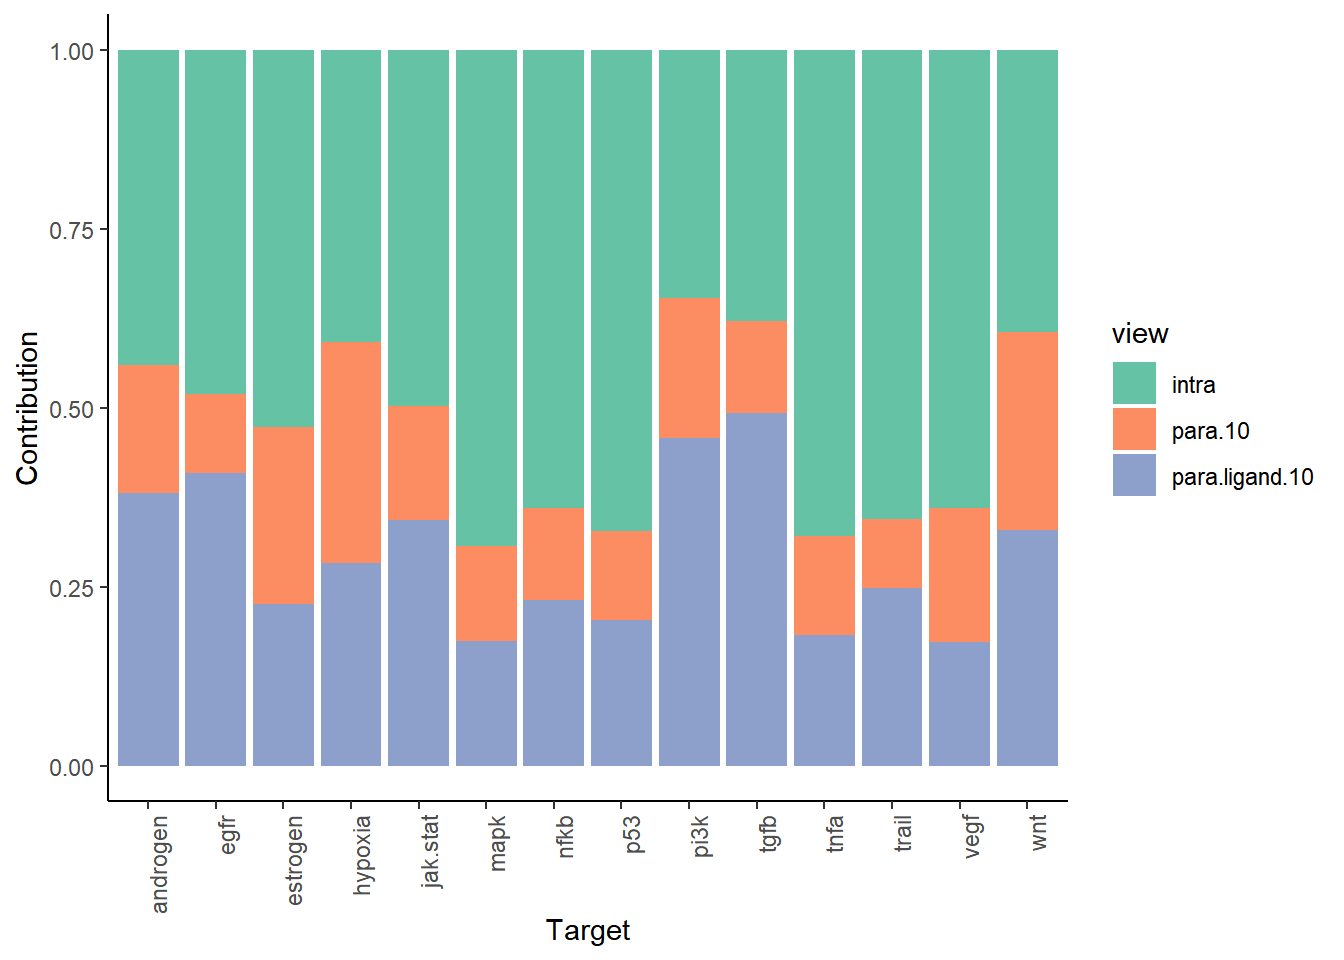 1.00
0.75
0.50
0.25
0.00
Contribution
androgen
egfr
estrogen
hypoxia
jak.stat
mapk
nfkb
p53
pi3k
tgfb
tnfa
trail
vegf
wnt
Target
view
intra
para.10
para.ligand.10